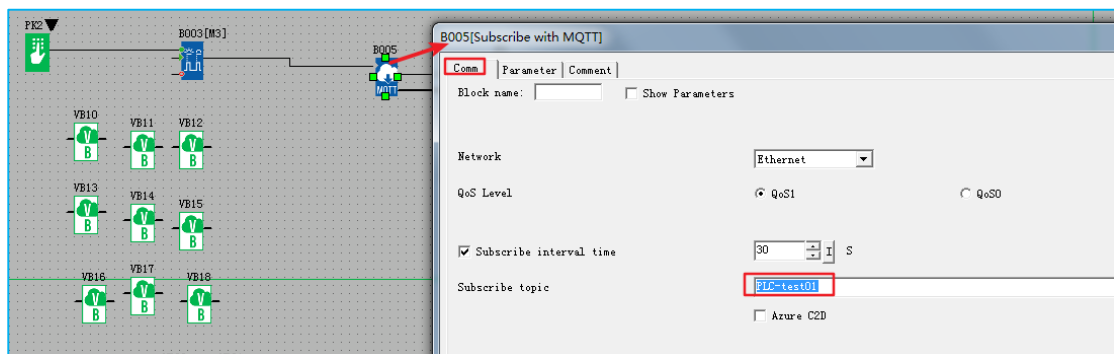 PK2
B003[M3]
B005
MQTT
VB10
VB11
VB12
V
B
V
B
V
B
VB13
VB14
VB15
V
B
V
B
V
B
VB16
VB17
VB18
V
B
V
B
V
B
B005[Subscribe with MQTT]
Comm
Parameter
Comment
Block name:
Show Parameters
Network
Ethernet
QoS Level
QoS1
QoS0
Subscribe interval time
30
I
S
Subscribe topic
PLC-test01
Azure C2D